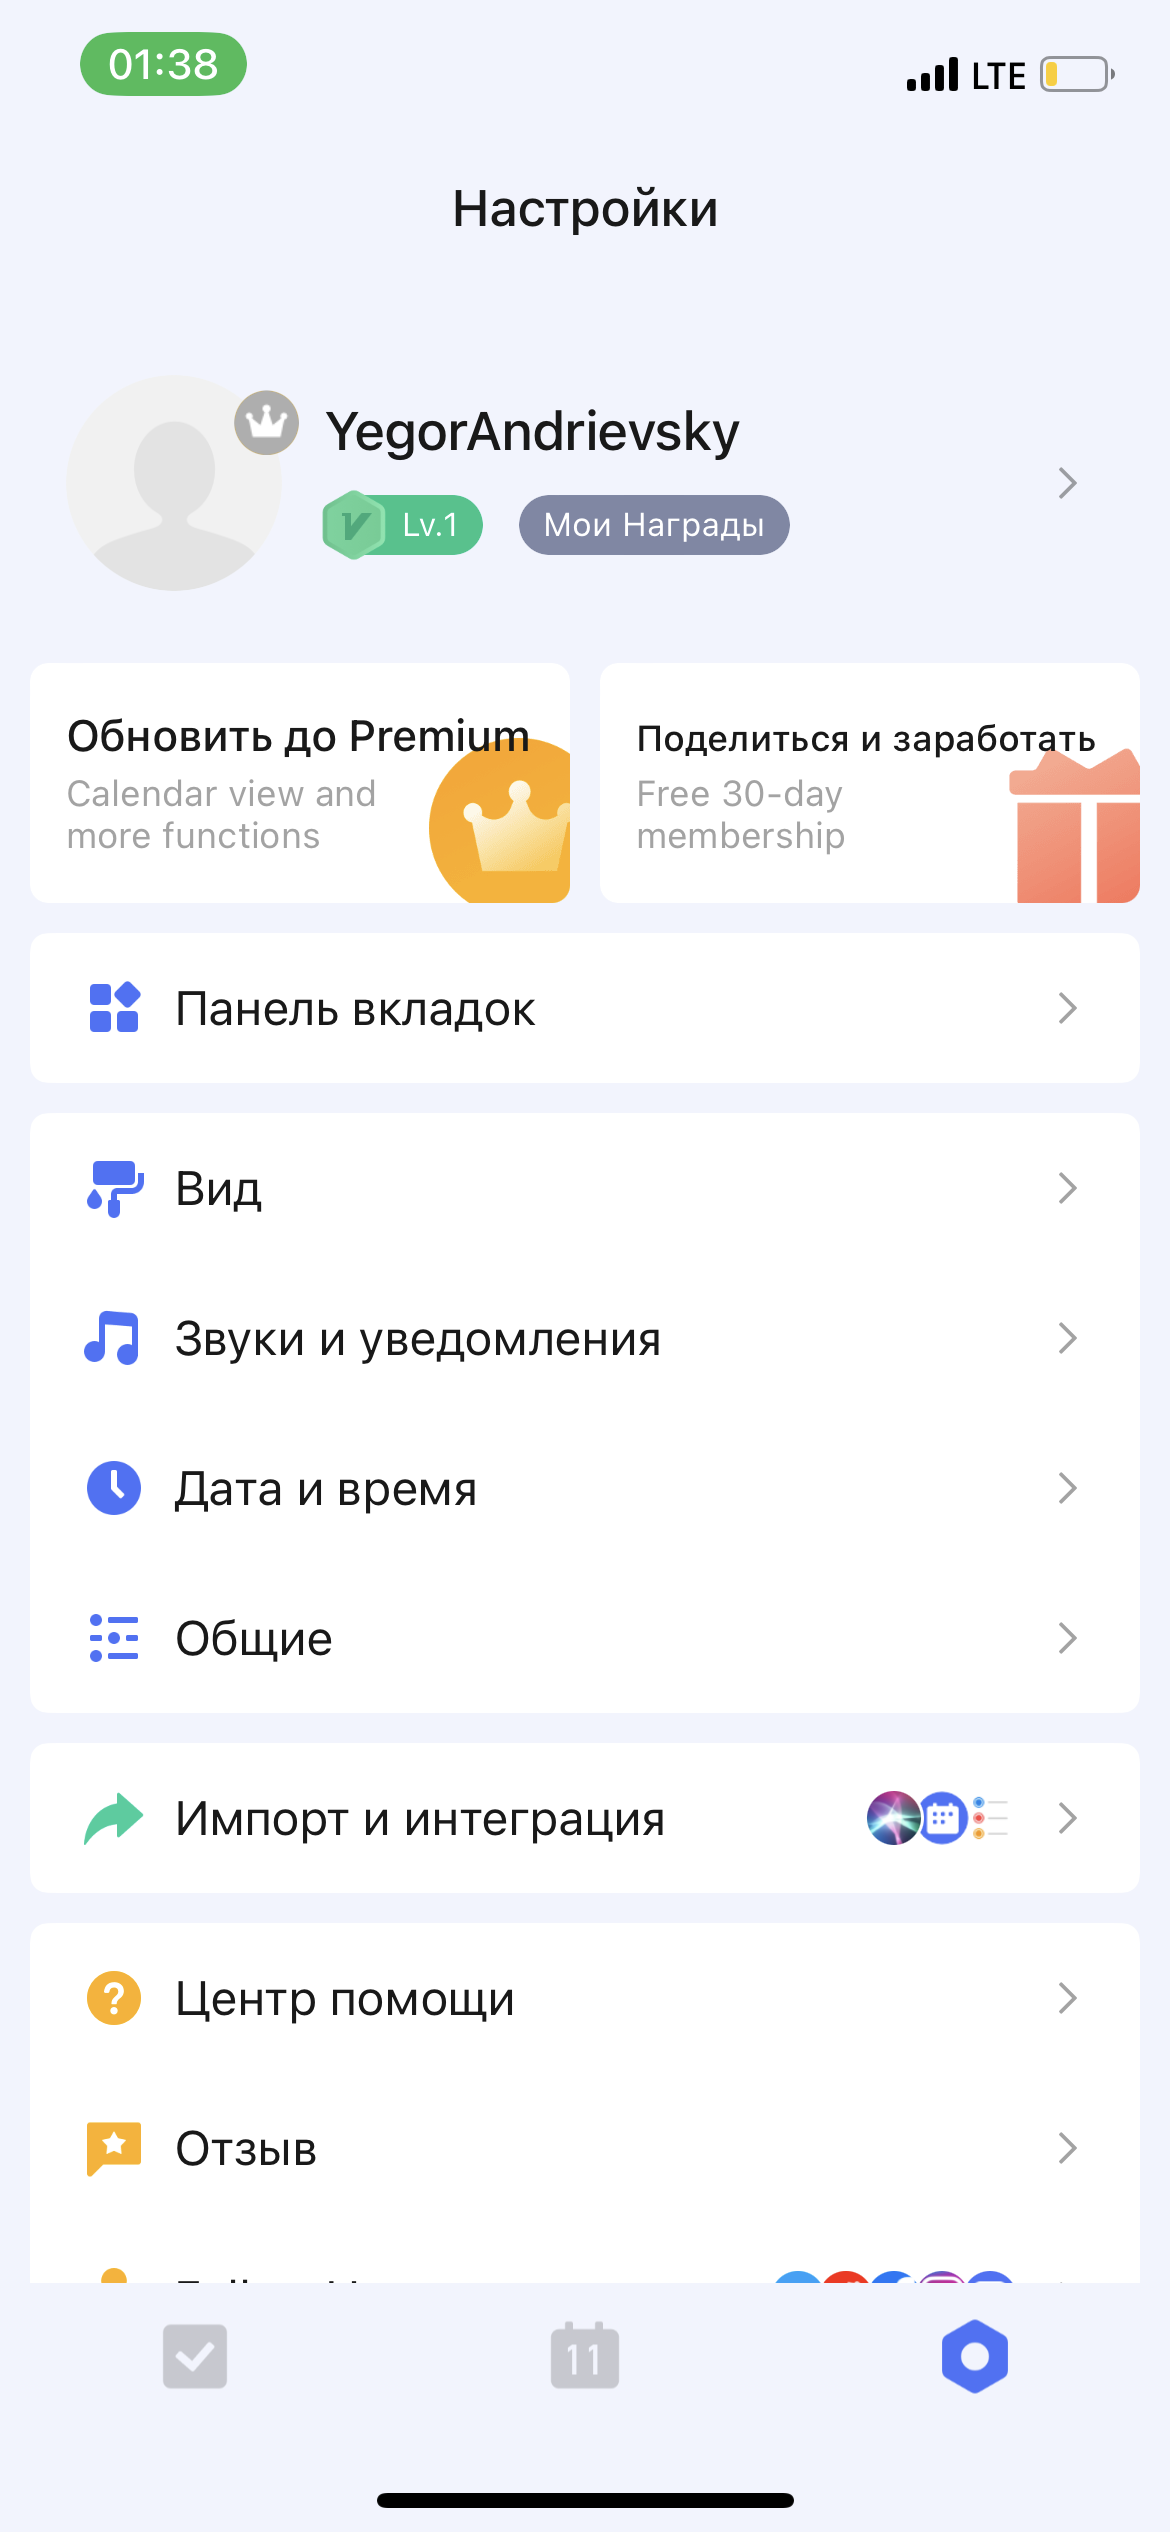 01:38
LTE
Настройки
YegorAndrievsky
Lv.1
Мои Награды
Обновить до Premium
Calendar view and
more functions
Поделиться и заработать
Free 30-day
membership
Панель вкладок
Вид
Звуки и уведомления
Дата и время
Общие
Импорт и интеграция
Центр помощи
Отзыв
11